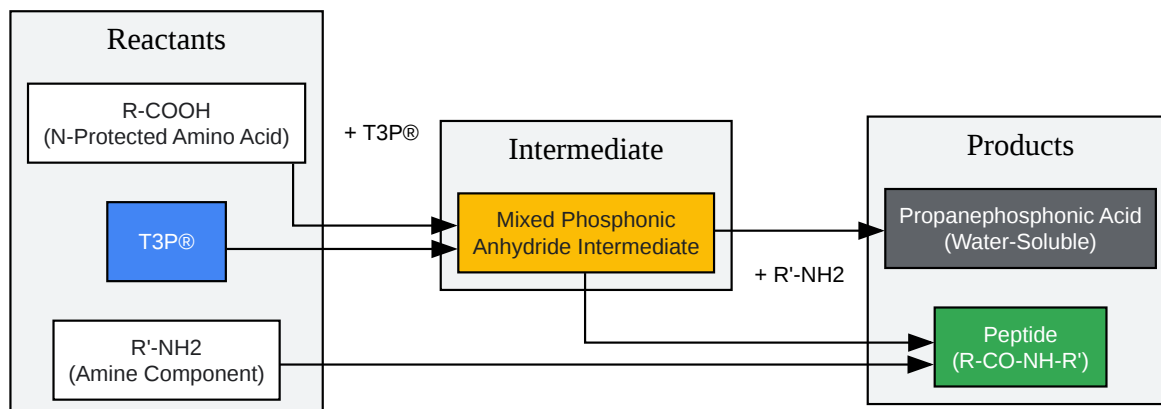 Reactants
R-COOH
(N-Protected Amino Acid)
T3P®
R'-NH2
(Amine Component)
+ T3P®
Intermediate
Mixed Phosphonic
Anhydride Intermediate
+ R'-NH2
Products
Propanephosphonic Acid
(Water-Soluble)
Peptide
(R-CO-NH-R')